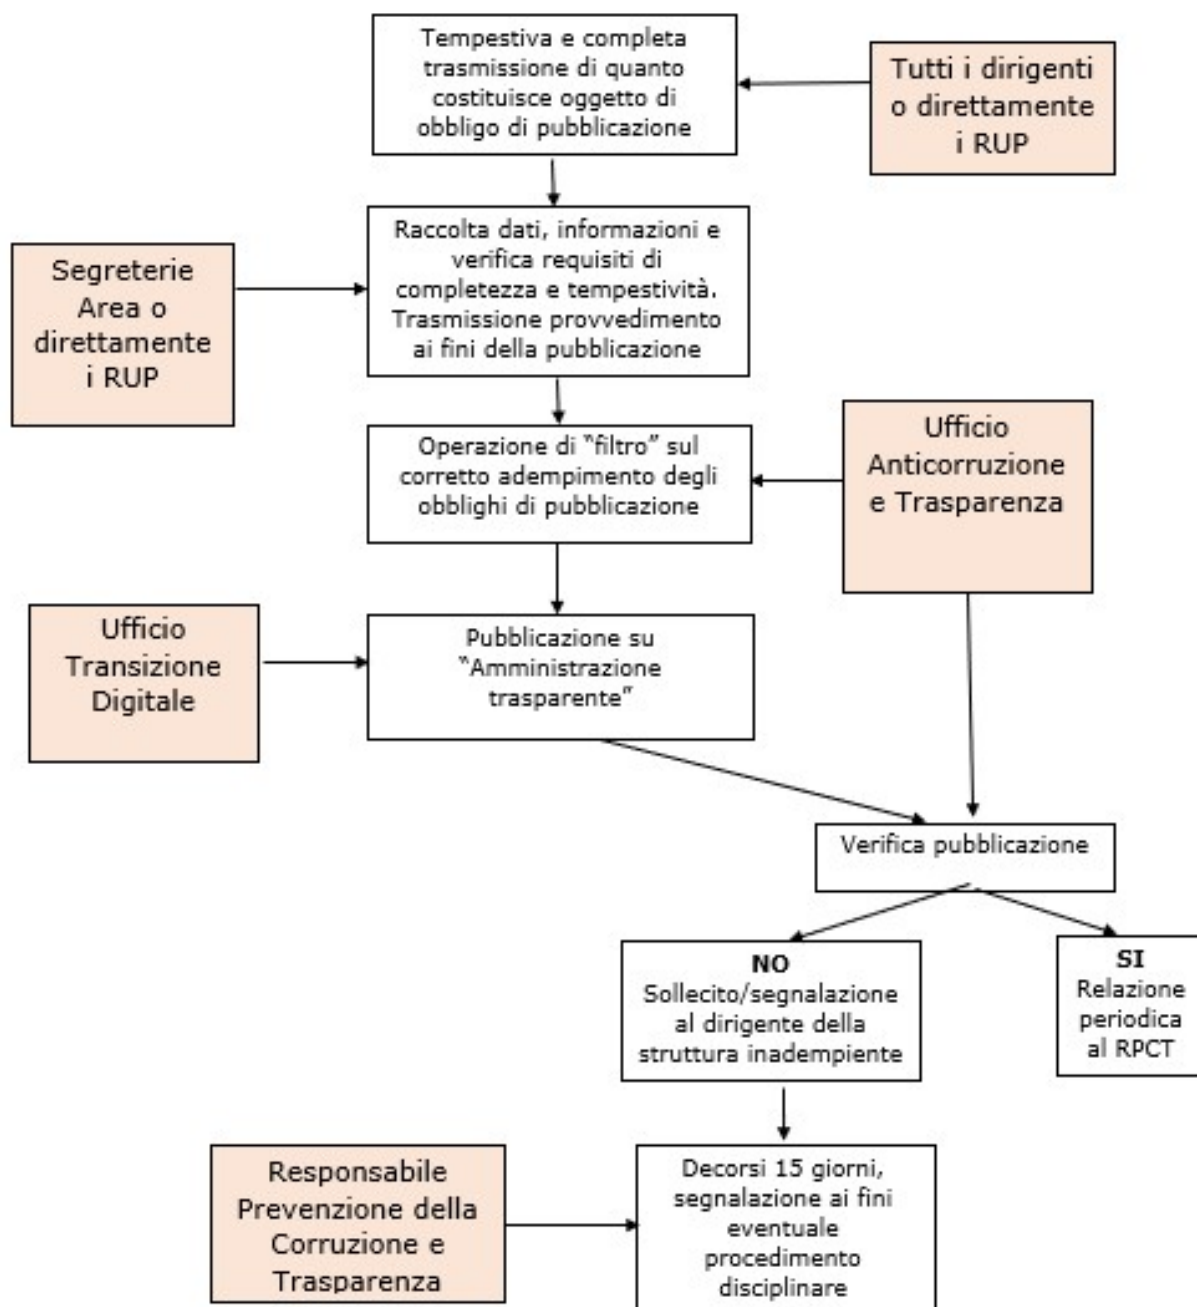 Tempestiva e completa
trasmissione di quanto
costituisce oggetto di
obbligo di pubblicazione
Tutti i dirigenti
o direttamente
i RUP
Raccolta dati, informazioni e
verifica requisiti di
completezza e tempestività.
Trasmissione provvedimento
ai fini della pubblicazione
Segreterie
Area o
direttamente
i RUP
Operazione di “filtro” sul
corretto adempimento degli
obblighi di pubblicazione
Ufficio
Anticorruzione
e Trasparenza
Ufficio
Transizione
Digitale
Pubblicazione su
“Amministrazione
trasparente”
Verifica pubblicazione
NO
Sollecito/segnalazione
al dirigente della
struttura inadempiente
SI
Relazione
periodica
al RPCT
Responsabile
Prevenzione della
Corruzione e
Trasparenza
Decorsi 15 giorni,
segnalazione ai fini
eventuale
procedimento
disciplinare